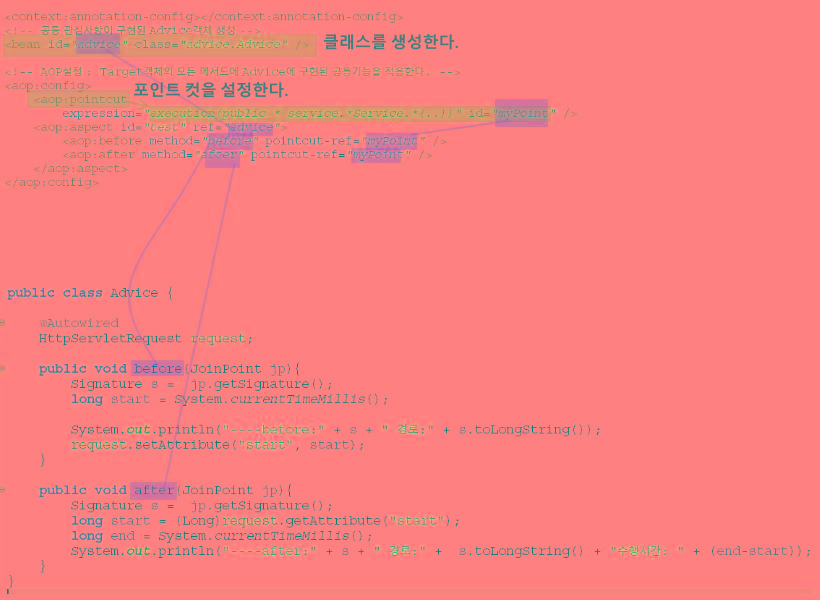 <context:annotation-config></context:annotation-config>
<!-- 공통 관심사항이 구현된 Advice객체 생성 -->
<bean id="advice" class="advice.Advice" /> 클래스를 생성한다.
<!-- AOP설정 : Target객체의 모든 메서드에 Advice에 구현된 공통기능을 적용한다. -->
<aop:config> 포인트 컷을 설정한다.
<aop:pointcut
expression="execution(public * service.*Service.*(..))" id="myPoint" />
<aop:aspect id="test" ref="advice">
<aop:before method="before" pointcut-ref="myPoint" />
<aop:after method="after" pointcut-ref="myPoint" />
</aop:aspect>
</aop:config>
public class Advice {
@Autowired
HttpServletRequest request;
public void before(JoinPoint jp){
Signature s = jp.getSignature();
long start = System.currentTimeMillis();
System.out.println("----before:" + s + " 경로:" + s.toLongString());
request.setAttribute("start", start);
}
public void after(JoinPoint jp){
Signature s = jp.getSignature();
long start = (Long)request.getAttribute("start");
long end = System.currentTimeMillis();
System.out.println("----after:" + s + " 경로:" + s.toLongString() + "수행시간: " + (end-start));
}
}